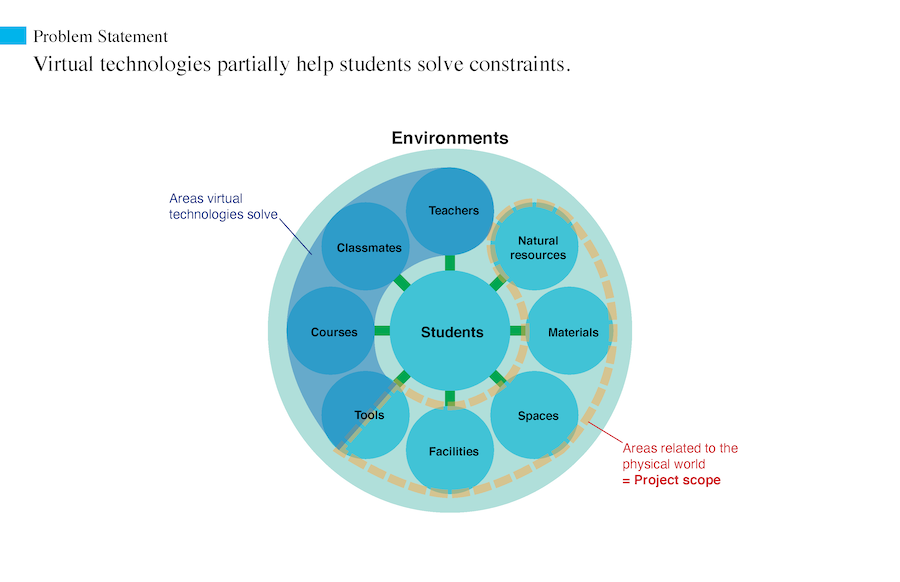 Problem Statement
Virtual technologies partially help students solve constraints.
Environments
Areas virtual
technologies solve
Teachers
Classmates
Natural
resources
Courses
Students
Materials
Tools
Spaces
Facilities
Areas related to the
physical world
= Project scope